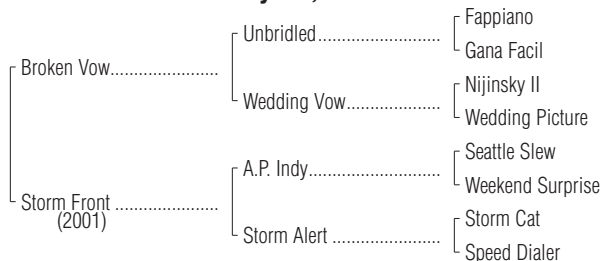 Fappiano
Unbridled
Gana Facil
Broken Vow
Nijinsky II
Wedding Vow
Wedding Picture
Seattle Slew
A.P. Indy
Weekend Surprise
Storm Front
(2001)
Storm Cat
Storm Alert
Speed Dialer